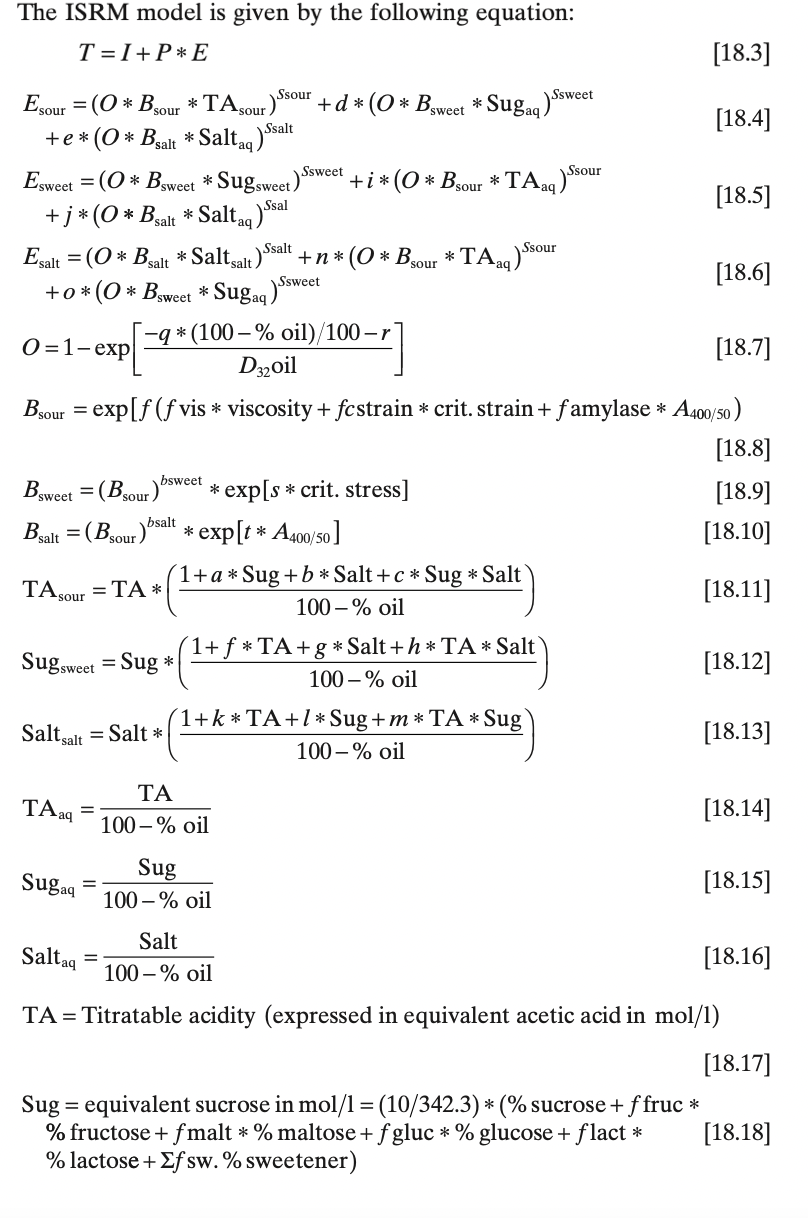 The ISRM model is given by the following equation:
T = I + P * E [18.3]
E_sour = (O * B_sour * TA_sour)^Ssour + d * (O * B_sweet * Sug_aq)^Ssweet
+ e * (O * B_salt * Salt_aq)^Ssalt [18.4]
E_sweet = (O * B_sweet * Sug_sweet)^Ssweet + i * (O * B_sour * TA_aq)^Ssour
+ j * (O * B_salt * Salt_aq)^Ssal [18.5]
E_salt = (O * B_salt * Salt_salt)^Ssalt + n * (O * B_sour * TA_aq)^Ssour
+ o * (O * B_sweet * Sug_aq)^Ssweet [18.6]
O = 1 – exp[(–q * (100 – % oil)/100 – r) / (D_32 oil)] [18.7]
B_sour = exp[f (f vis * viscosity + fcstrain * crit. strain + f amylase * A_400/50)
[18.8]
B_sweet = (B_sour)^bsweet * exp[s * crit. stress] [18.9]
B_salt = (B_sour)^bsalt * exp[t * A_400/50] [18.10]
TA_sour = TA * ((1 + a * Sug + b * Salt + c * Sug * Salt) / (100 – % oil)) [18.11]
Sug_sweet = Sug * ((1 + f * TA + g * Salt + h * TA * Salt) / (100 – % oil)) [18.12]
Salt_salt = Salt * ((1 + k * TA + l * Sug + m * TA * Sug) / (100 – % oil)) [18.13]
TA_aq = TA / (100 – % oil) [18.14]
Sug_aq = Sug / (100 – % oil) [18.15]
Salt_aq = Salt / (100 – % oil) [18.16]
TA = Titratable acidity (expressed in equivalent acetic acid in mol/l)
[18.17]
Sug = equivalent sucrose in mol/l = (10/342.3) * (% sucrose + f fruc *
% fructose + f malt * % maltose + f gluc * % glucose + f lact * [18.18]
% lactose + Σf sw. % sweetener)